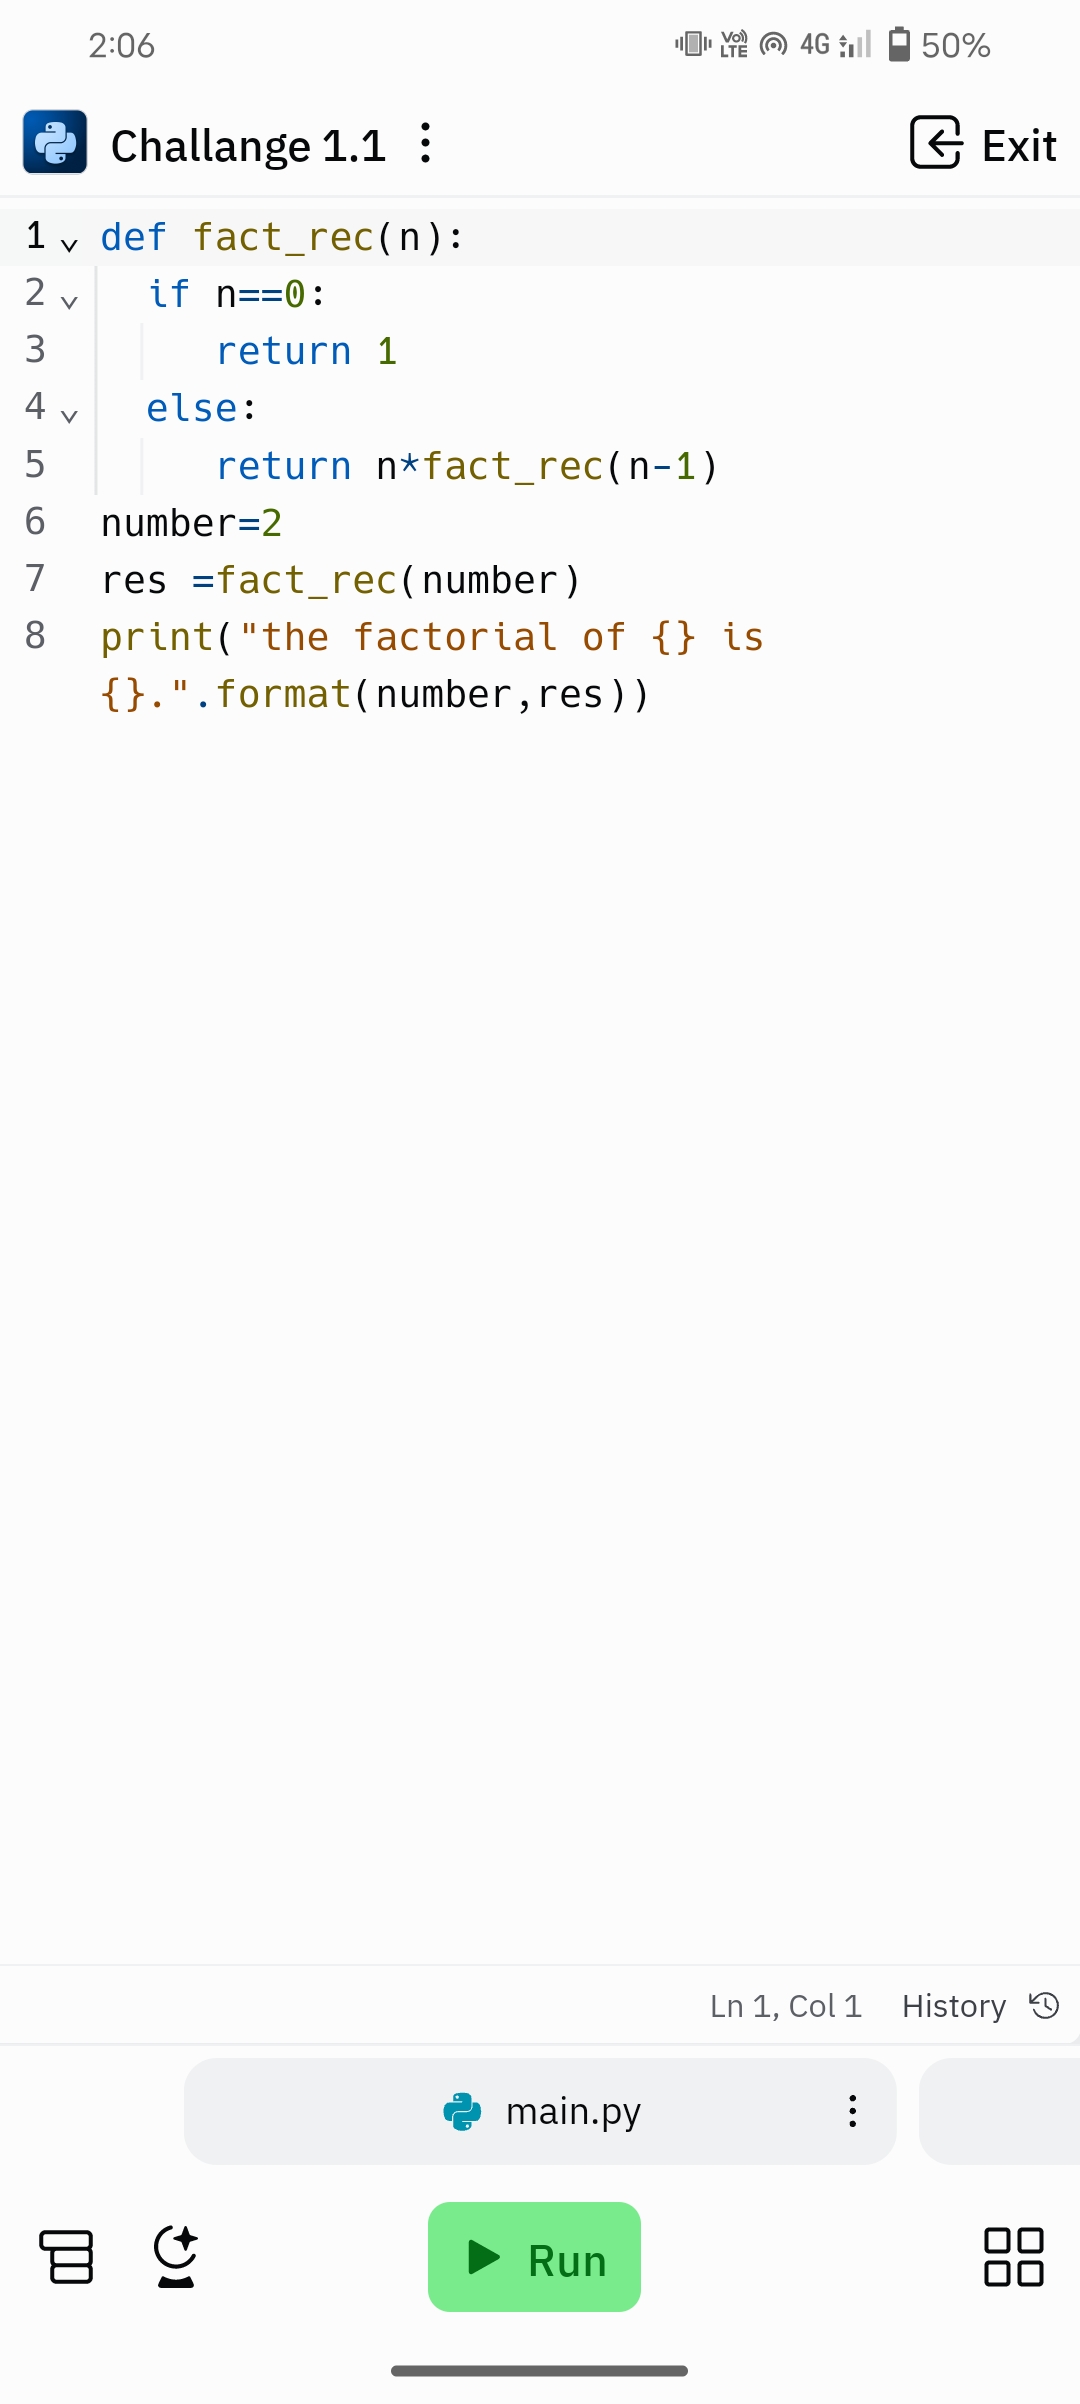 2:06 Vo)) LTE 4G 50%
Challange 1.1 Exit
1 def fact_rec(n):
2 if n==0:
3 return 1
4 else:
5 return n*fact_rec(n-1)
6 number=2
7 res =fact_rec(number)
8 print("the factorial of {} is
{}.".format(number,res))
Ln 1, Col 1 History
main.py
Run